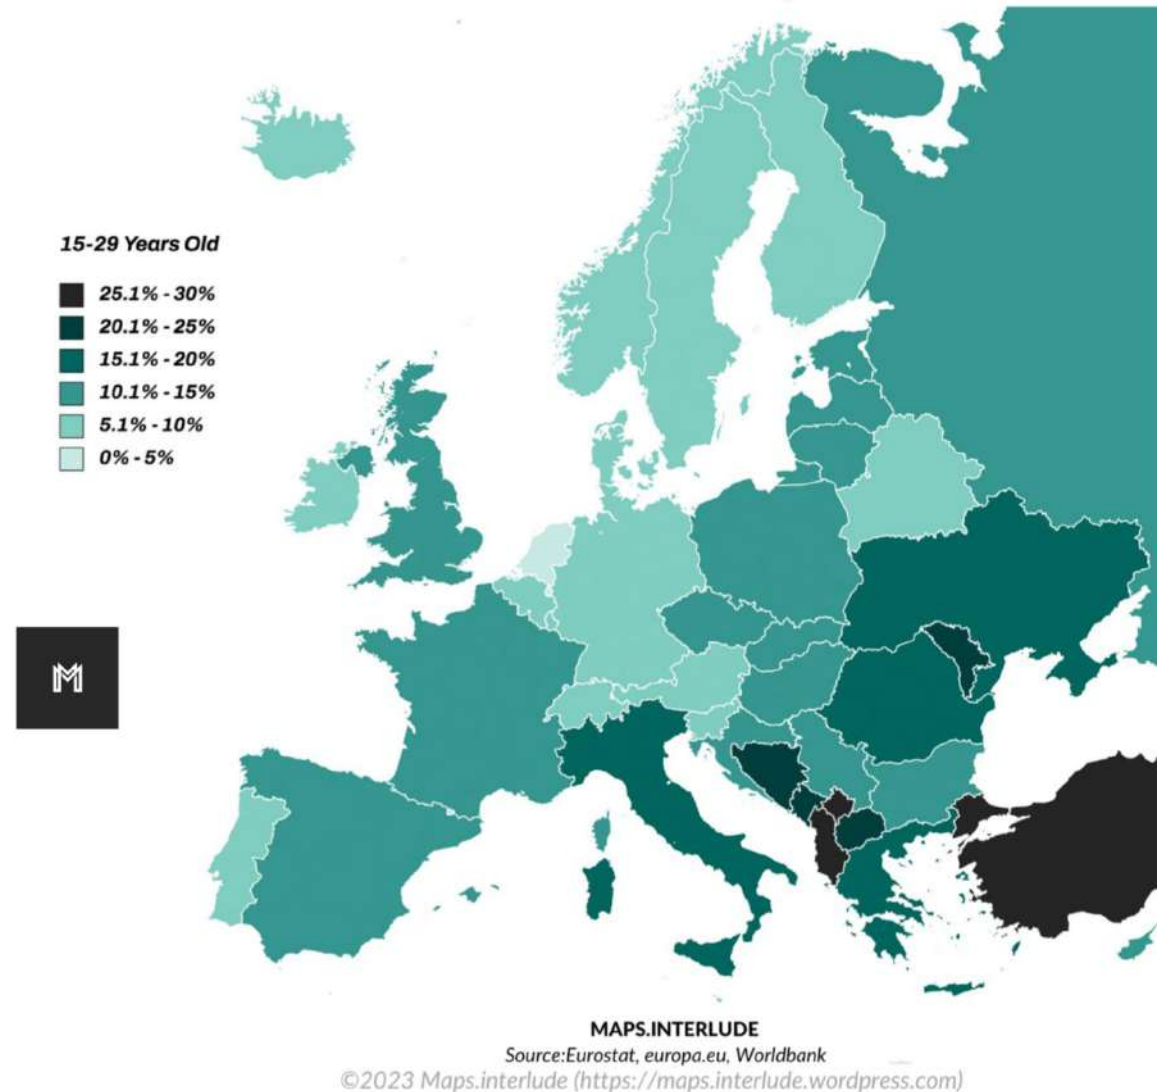 15-29 Years Old
25.1% - 30%
20.1% - 25%
15.1% - 20%
10.1% - 15%
5.1% - 10%
0% - 5%
M
MAPS.INTERLUDE
Source:Eurostat, europa.eu, Worldbank
©2023 Maps.interlude (https://maps.interlude.wordpress.com)